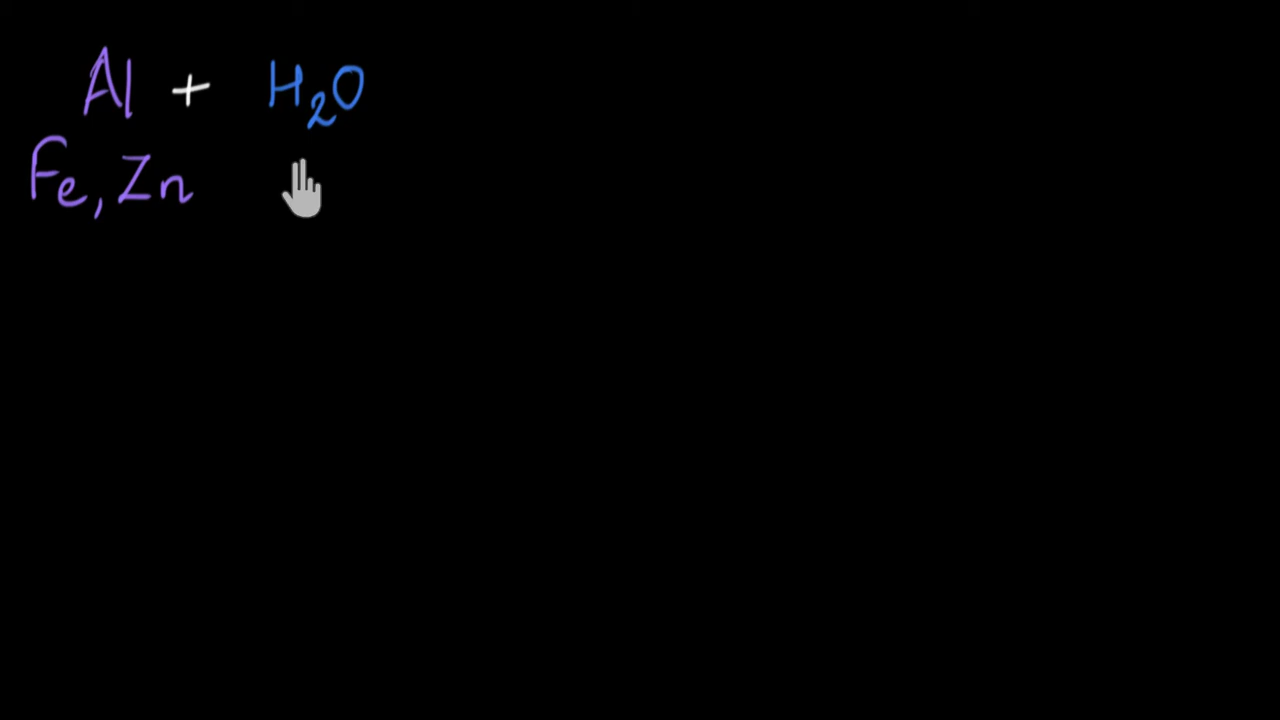 Al + H₂O
Fe, Zn